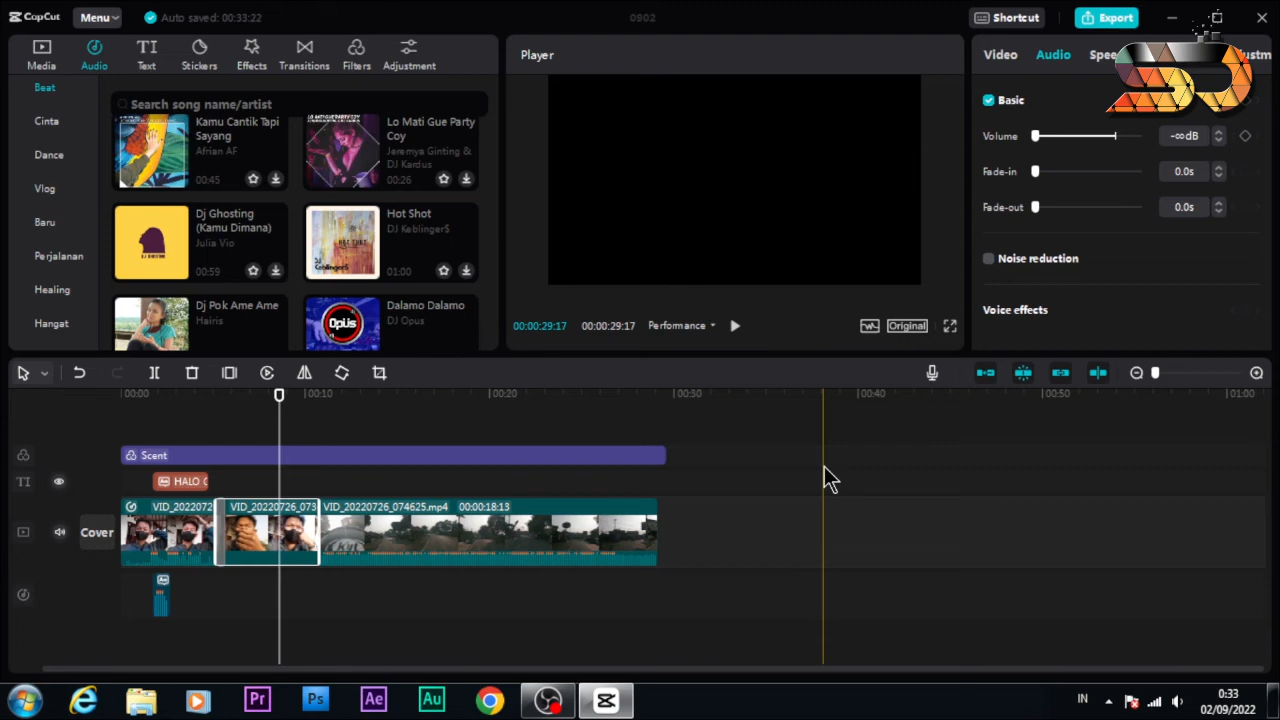 CapCut
Menu
Auto saved: 00:33:22
0902
Shortcut
Export
Media
Audio
Text
Stickers
Effects
Transitions
Filters
Adjustment
Player
Video
Audio
Beat
Cinta
Dance
Vlog
Baru
Perjalanan
Healing
Hangat
Search song name/artist
Kamu Cantik Tapi
Sayang
Afrian AF
00:45
Lo Mati Gue Party
Coy
Jeremya Ginting &
DJ Kardus
00:26
Dj Ghosting
(Kamu Dimana)
Julia Vio
00:59
Hot Shot
DJ Keblinger$
01:00
Dj Pok Ame Ame
Hairis
Dalamo Dalamo
DJ Opus
Opüs
00:00:29:17
00:00:29:17
Performance
Original
Basic
Volume
-∞dB
Fade-in
0.0s
Fade-out
0.0s
Noise reduction
Voice effects
00:00
00:10
00:20
00:30
00:40
00:50
01:00
Scent
TI
HALO
Cover
VID_2022072
VID_20220726_073
VID_20220726_074625.mp4
00:00:18:13
Pr
Ps
Ae
Au
IN
0:33
02/09/2022